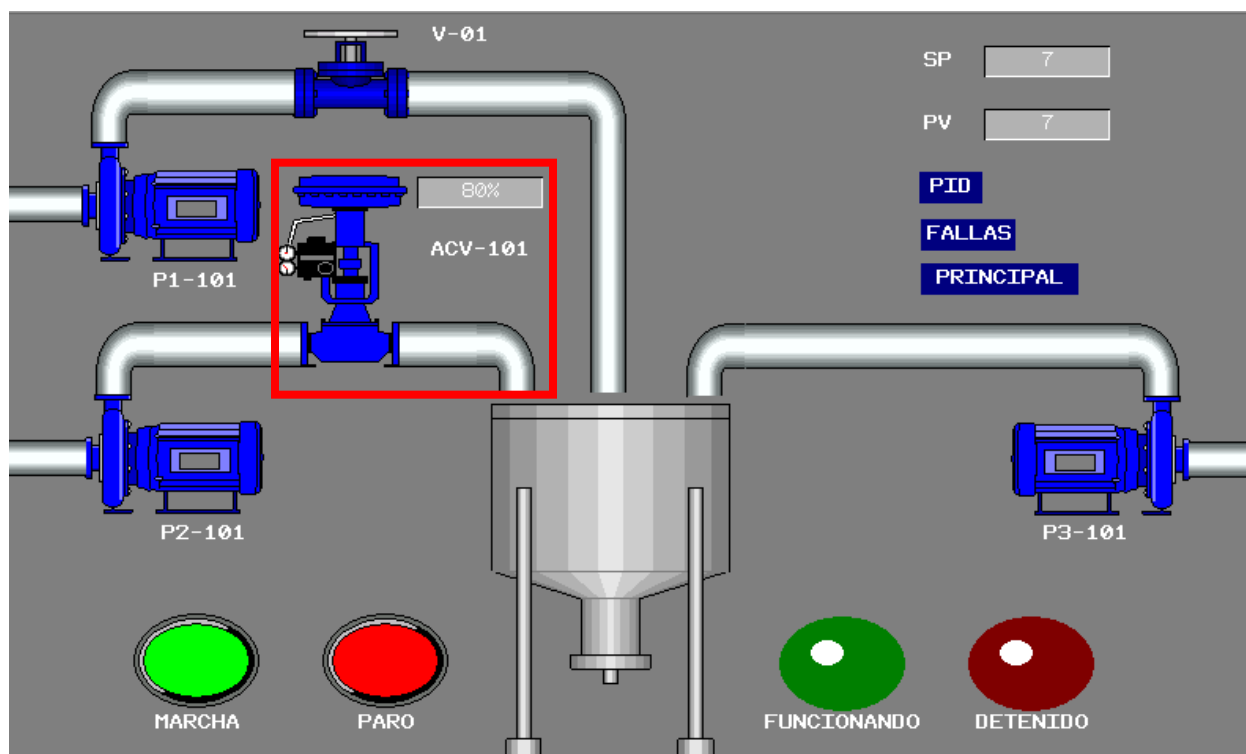 V-01
SP 7
PV 7
80%
PID
ACV-101
FALLAS
P1-101
PRINCIPAL
P2-101
P3-101
MARCHA
PARO
FUNCIONANDO
DETENIDO